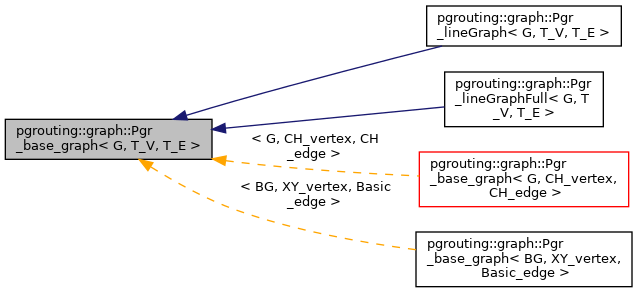 pgrouting::graph::Pgr
_lineGraph< G, T_V, T_E >
pgrouting::graph::Pgr
_lineGraphFull< G, T
_V, T_E >
pgrouting::graph::Pgr
_base_graph< G, T_V, T_E >
< G, CH_vertex, CH
_edge >
pgrouting::graph::Pgr
_base_graph< G, CH_vertex,
CH_edge >
< BG, XY_vertex, Basic
_edge >
pgrouting::graph::Pgr
_base_graph< BG, XY_vertex,
Basic_edge >